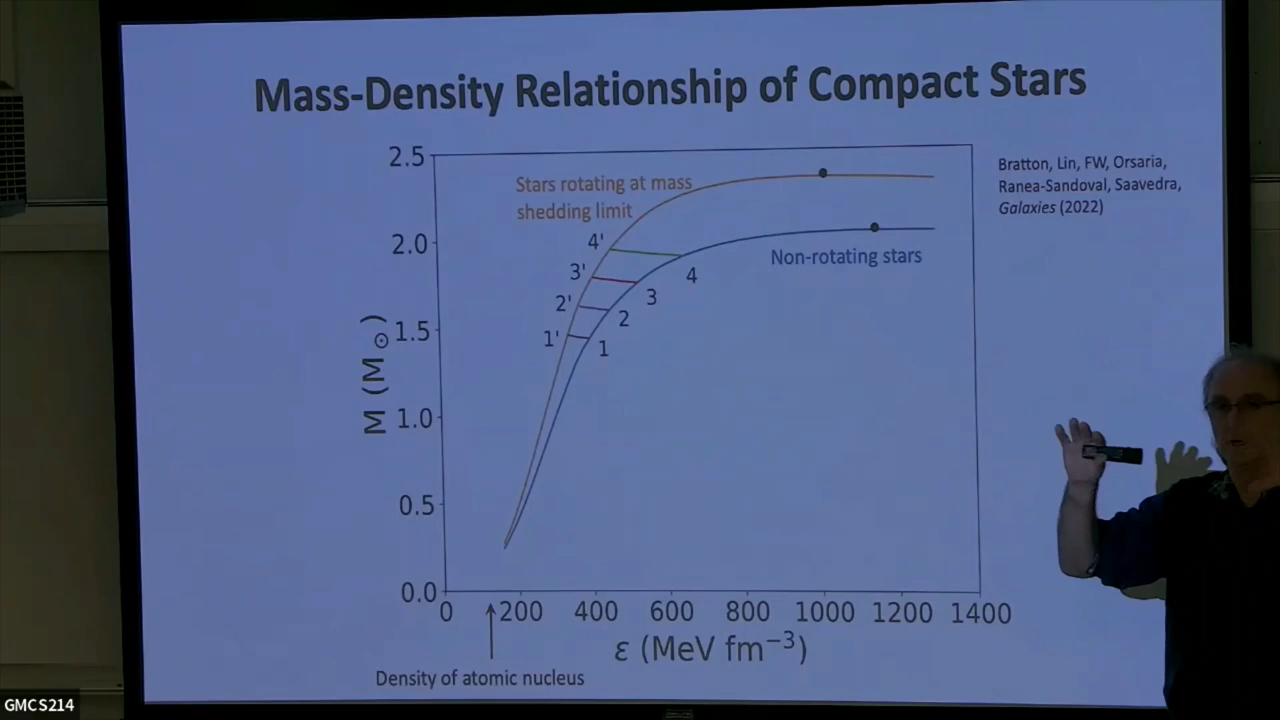 Mass-Density Relationship of Compact Stars
Bratton, Lin, FW, Orsaria,
Ranea-Sandoval, Saavedra,
Galaxies (2022)
2.5
2.0
1.5
1.0
0.5
0.0
M (M☉)
Stars rotating at mass
shedding limit
Non-rotating stars
4'
4
3'
3
2'
2
1'
1
0 200 400 600 800 1000 1200 1400
ε (MeV fm⁻³)
Density of atomic nucleus
GMCS214